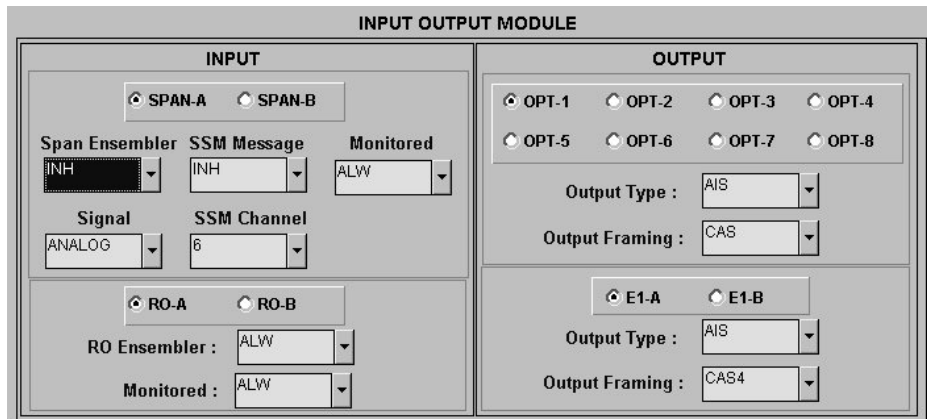 INPUT OUTPUT MODULE
INPUT
SPAN-A SPAN-B
Span Ensembler SSM Message Monitored
INH INH ALW
Signal SSM Channel
ANALOG 6
RO-A RO-B
RO Ensembler : ALW
Monitored : ALW
OUTPUT
OPT-1 OPT-2 OPT-3 OPT-4
OPT-5 OPT-6 OPT-7 OPT-8
Output Type : AIS
Output Framing : CAS
E1-A E1-B
Output Type : AIS
Output Framing : CAS4